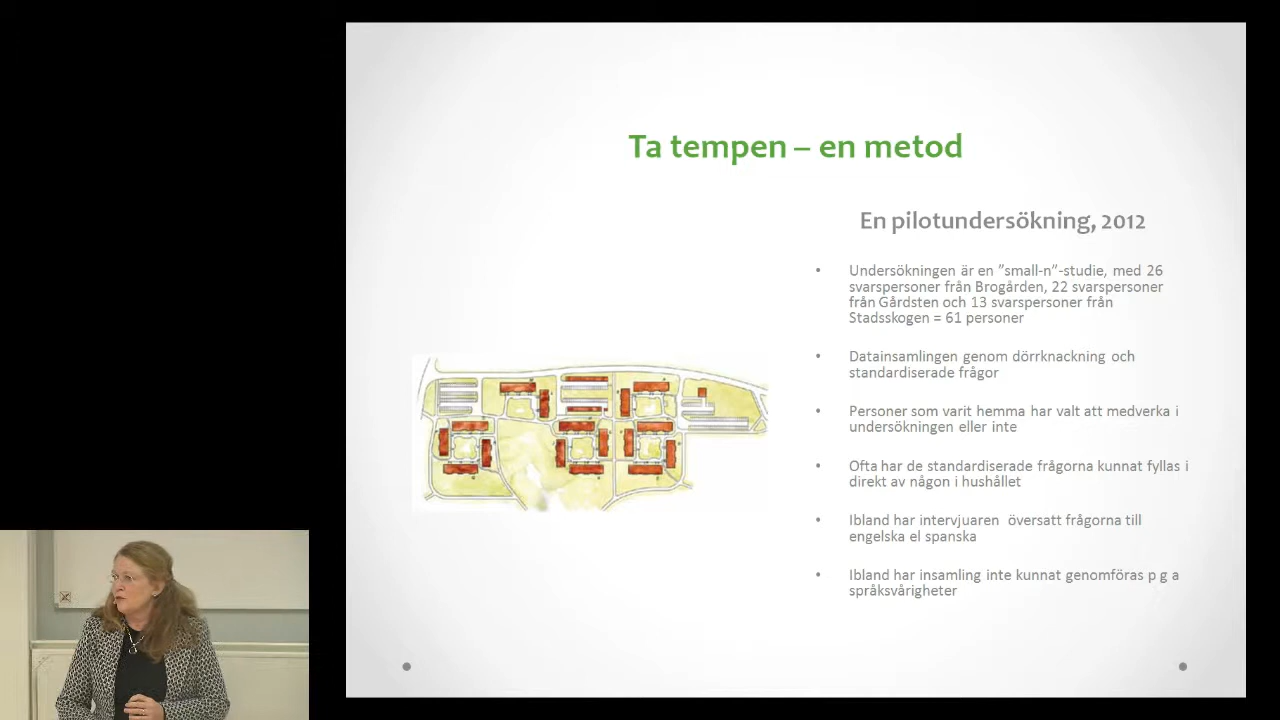 Ta tempen – en metod
En pilotundersökning, 2012
• Undersökningen är en ”small-n”-studie, med 26
svarspersoner från Brogården, 22 svarspersoner
från Gårdsten och 13 svarspersoner från
Stadsskogen = 61 personer
• Datainsamlingen genom dörrknackning och
standardiserade frågor
• Personer som varit hemma har valt att medverka i
undersökningen eller inte
• Ofta har de standardiserade frågorna kunnat fyllas i
direkt av någon i hushållet
• Ibland har intervjuaren översatt frågorna till
engelska el spanska
• Ibland har insamling inte kunnat genomföras p g a
språksvårigheter